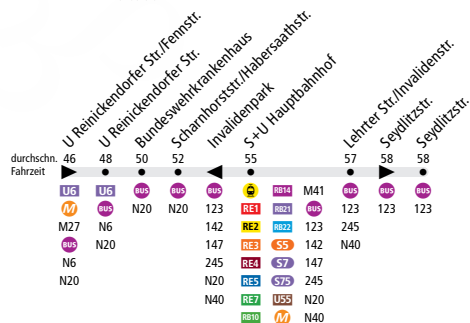 U Reinickendorfer Str./Fennstr.
U Reinickendorfer Str.
Bundeswehrkrankenhaus
Scharnhorststr./Habersaathstr.
Invalidenpark
S+U Hauptbahnhof
Lehrter Str./Invalidenstr.
Seydlitzstr.
Seydlitzstr.
durchschn. 46 48 50 52 55 57 58 58
Fahrzeit
U6 U6 BUS BUS BUS RB14 M41 BUS BUS BUS
M BUS N20 N20 123 RE1 RB21 BUS 123 123 123
M27 N6 142 RE2 RB22 123 245
BUS N20 147 RE3 S5 142 N40
N6 245 RE4 S7 147
N20 N20 RE5 S75 245
N40 RE7 U55 N20
RB10 M N40